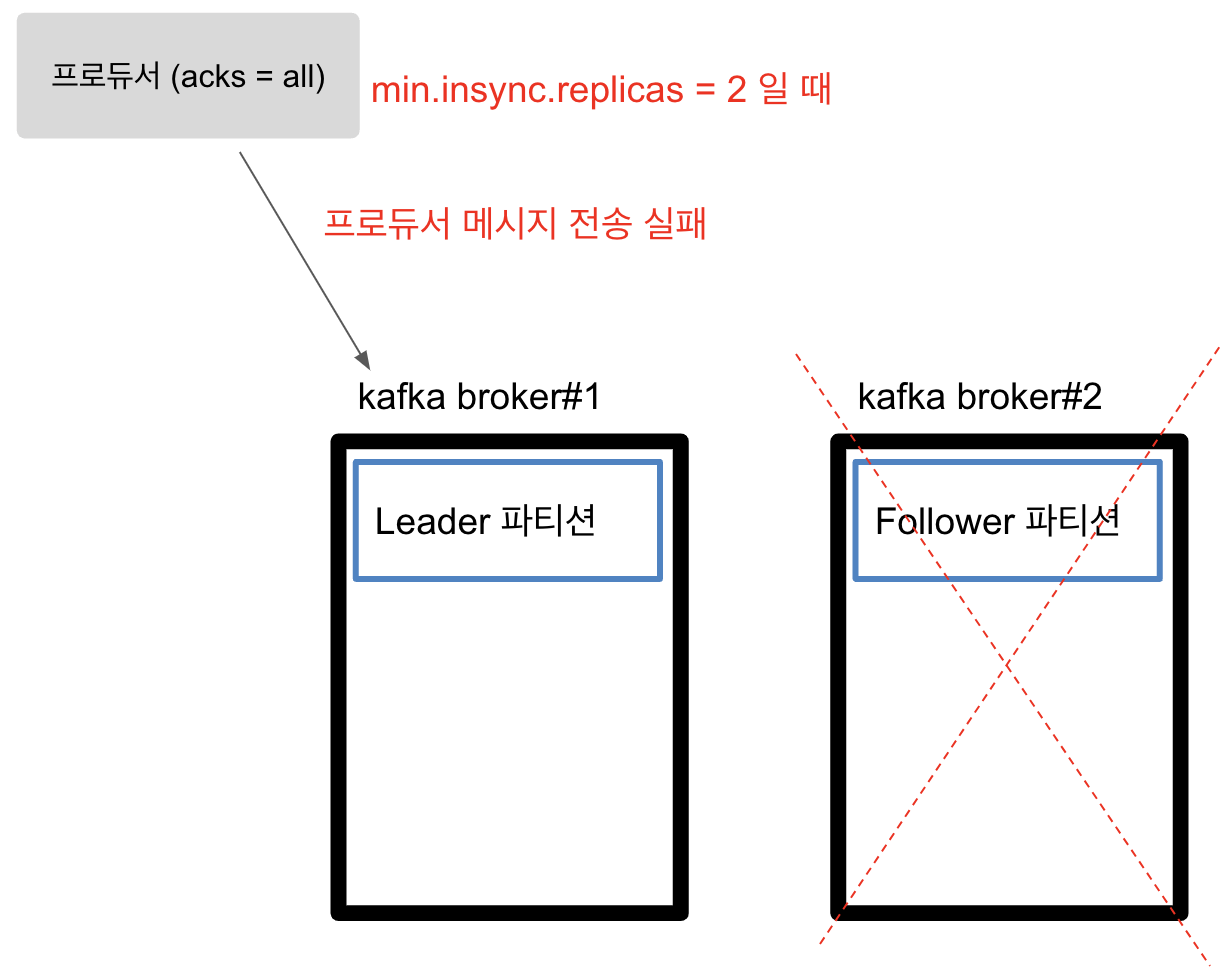 프로듀서 (acks = all)
min.insync.replicas = 2 일 때
프로듀서 메시지 전송 실패
kafka broker#1
kafka broker#2
Leader 파티션
Follower 파티션